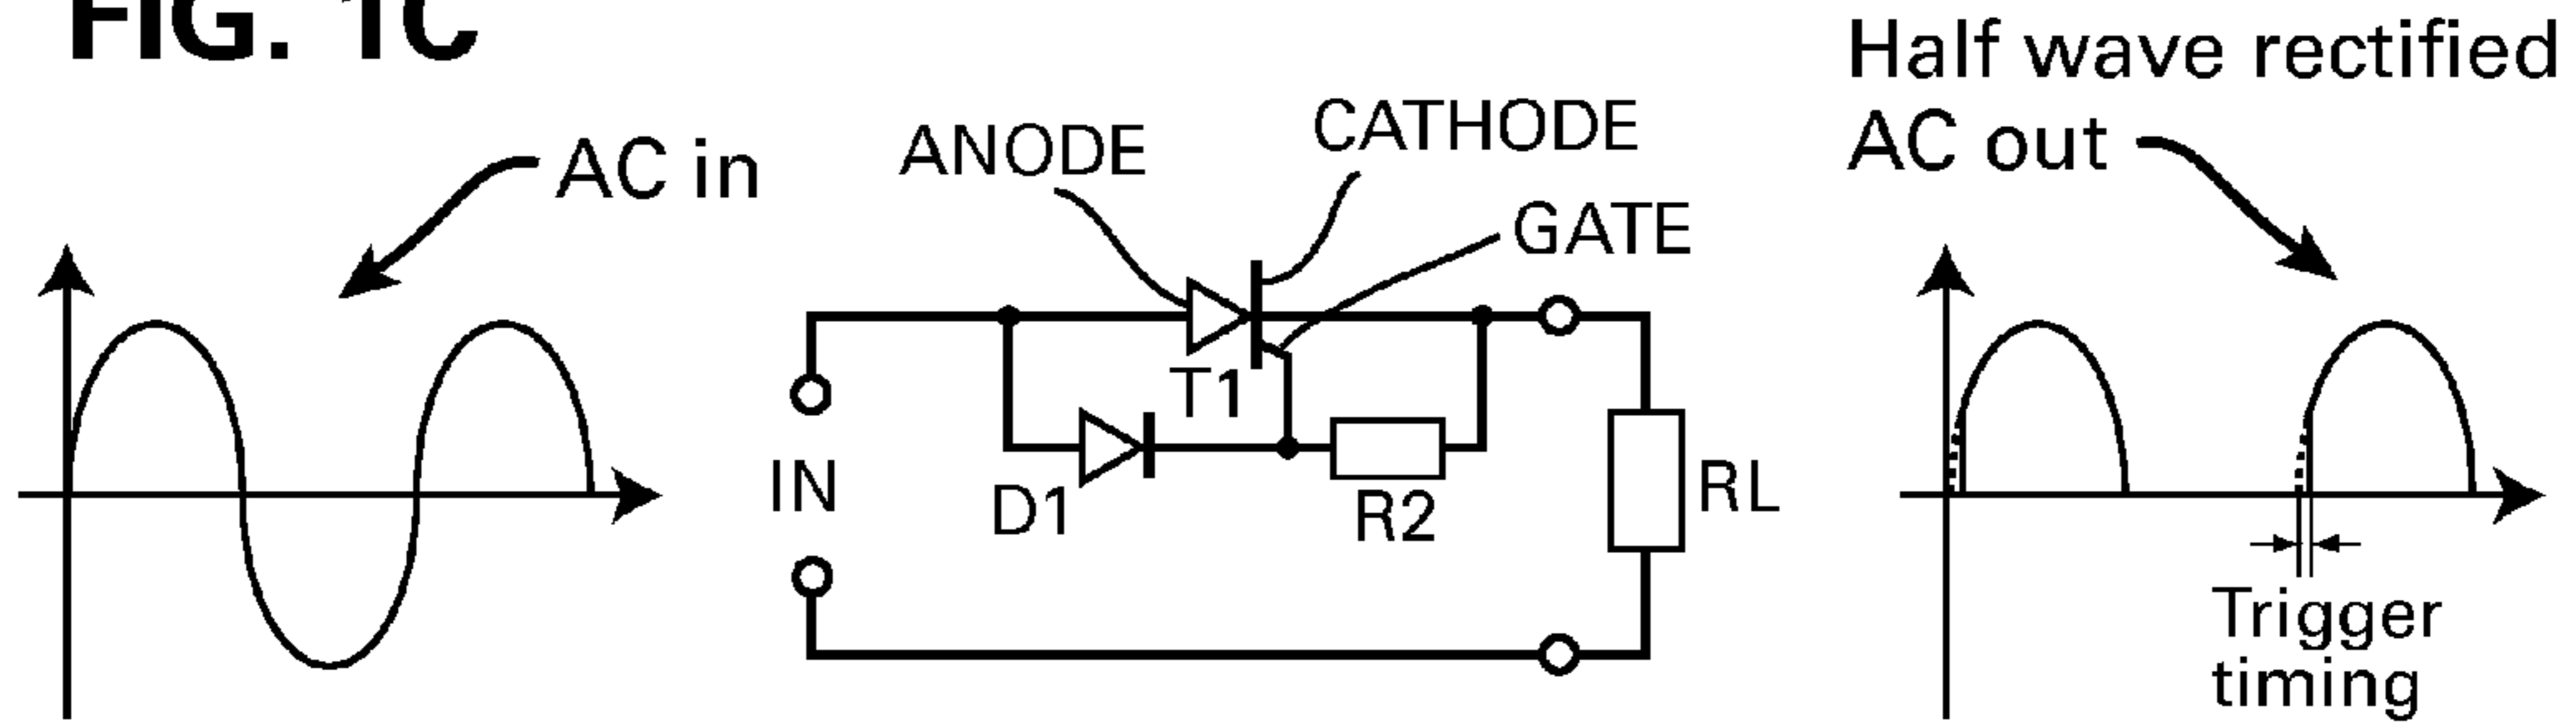 FIG. 1C
AC in
ANODE
CATHODE
GATE
T1
D1
R2
IN
RL
Half wave rectified
AC out
Trigger
timing